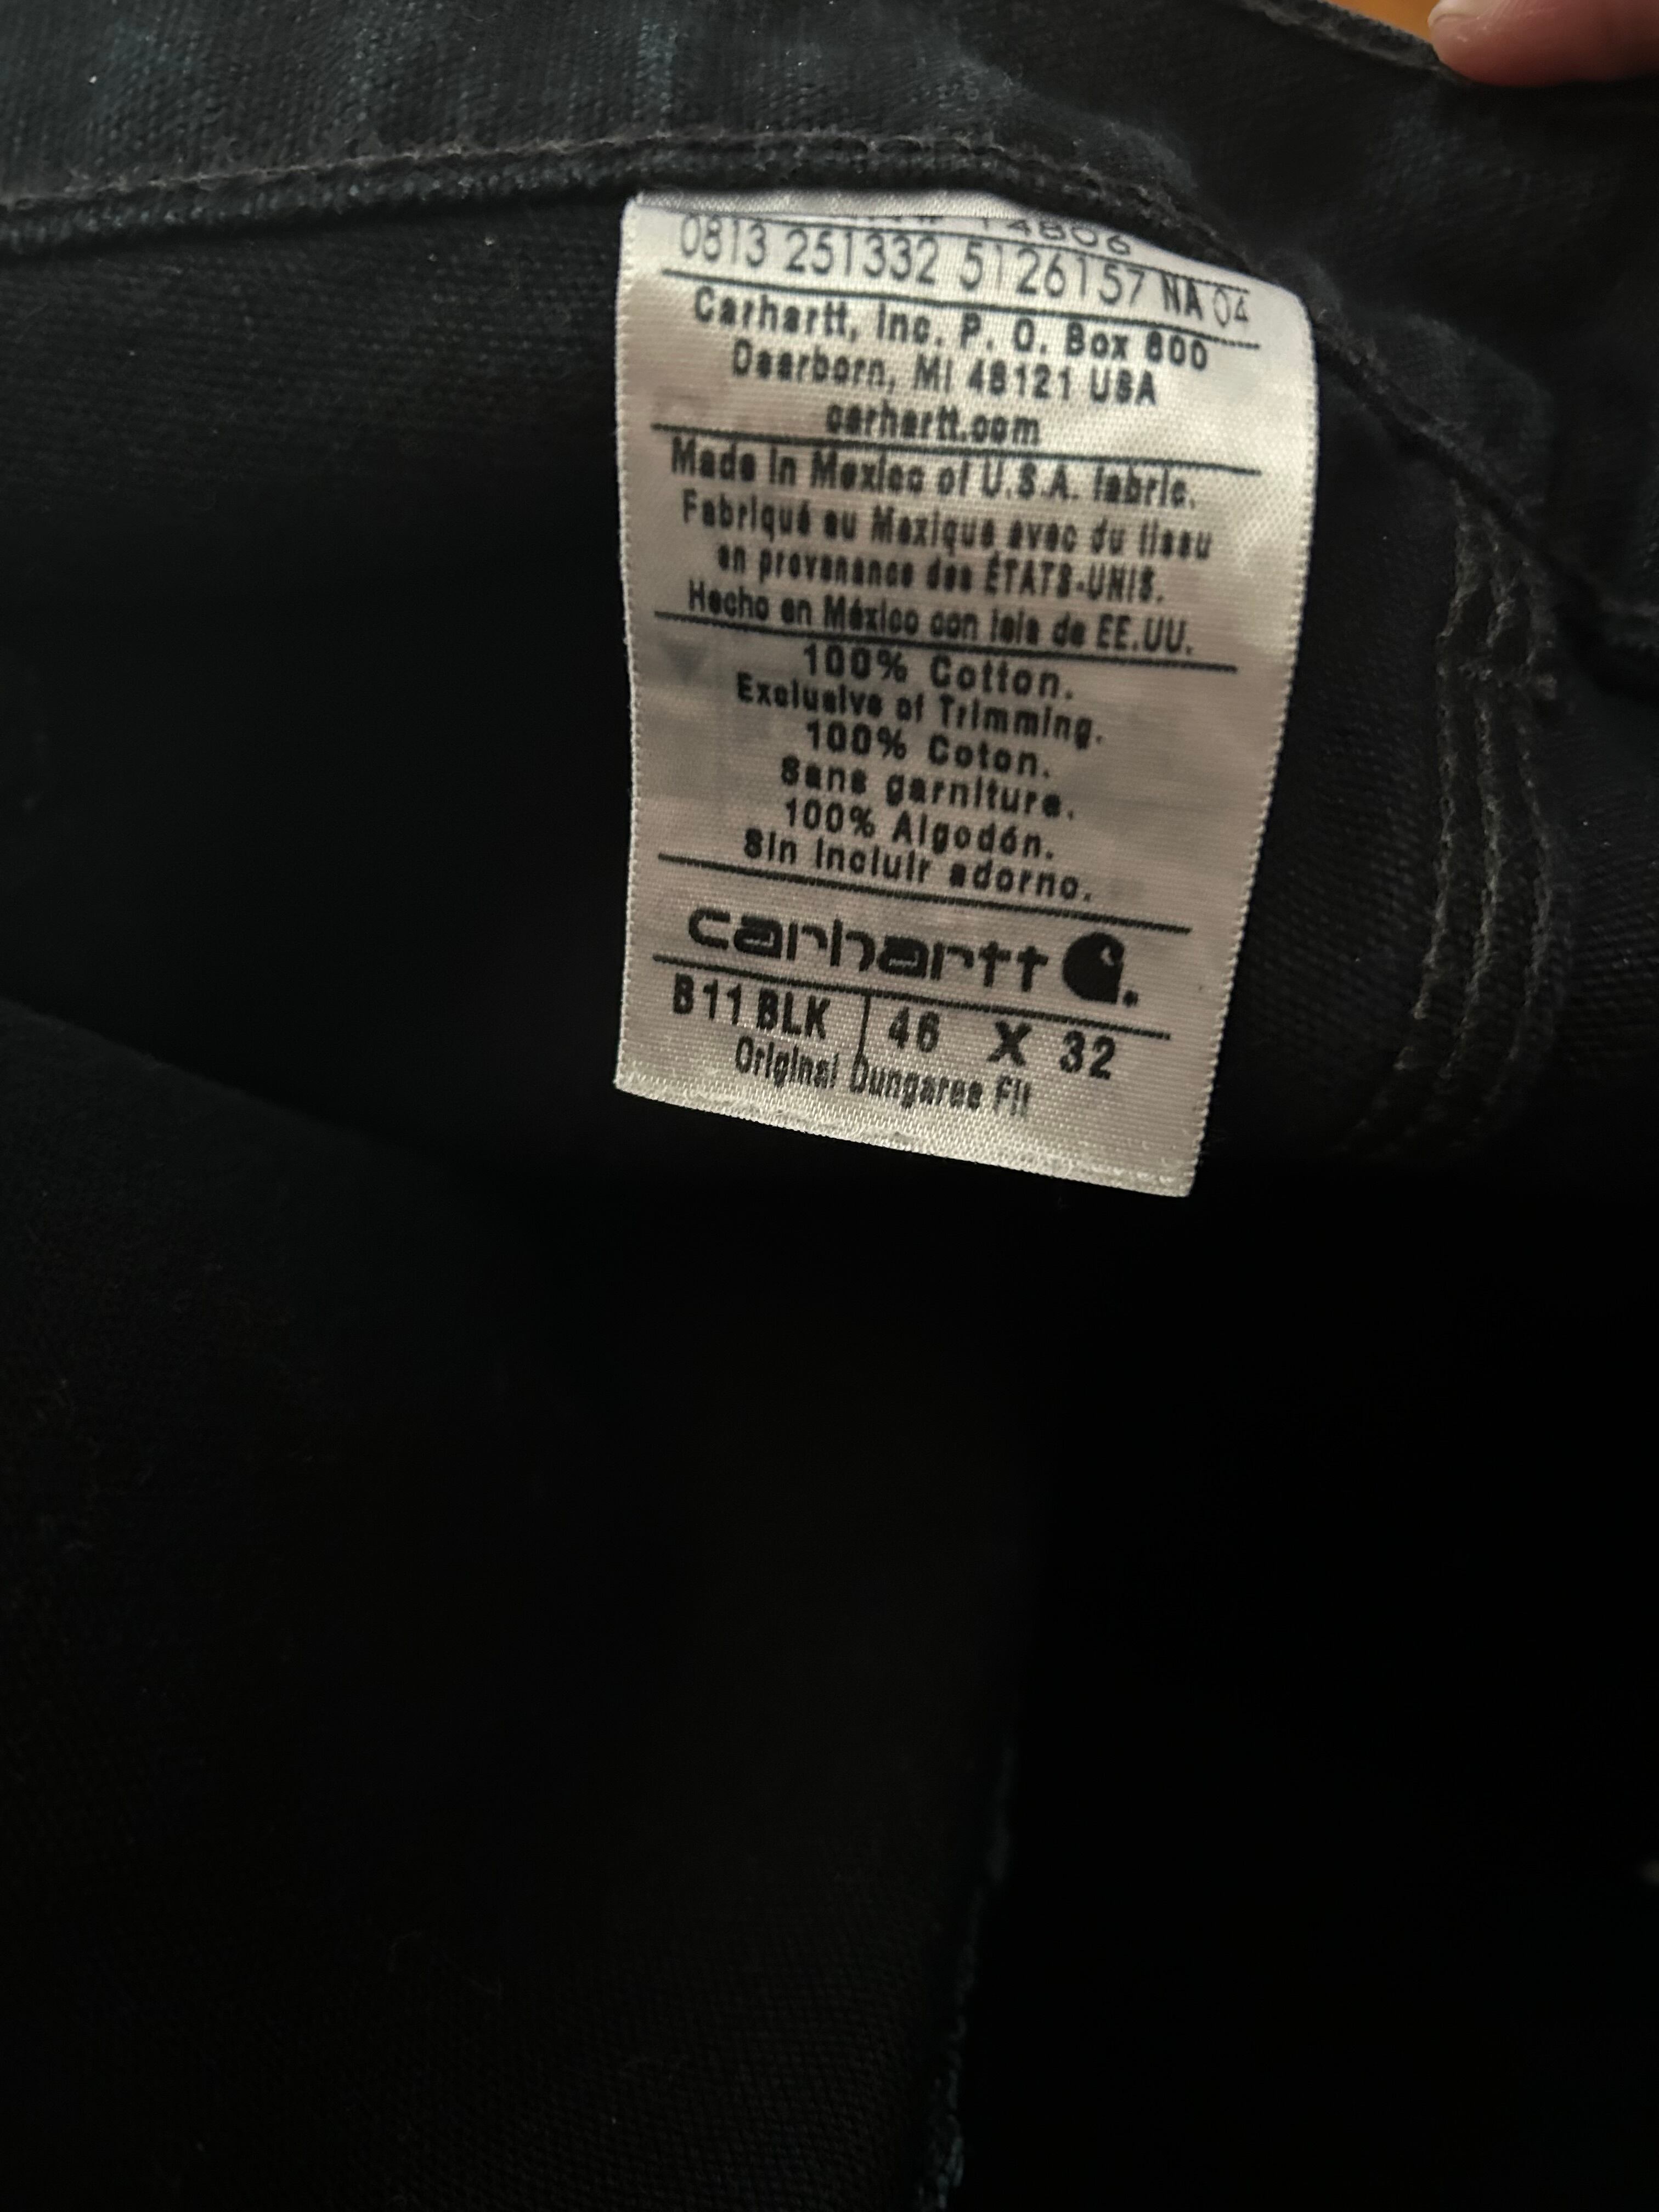 14806
0813 251332 5126157 NA 04
Carhartt, Inc. P. O. Box 600
Dearborn, MI 48121 USA
carhartt.com
Made in Mexico of U.S.A. fabric.
Fabriqué au Mexique avec du tissu
en provenance des ÉTATS-UNIS.
Hecho en México con tela de EE.UU.
100% Cotton.
Exclusive of Trimming.
100% Coton.
Sans garniture.
100% Algodón.
Sin incluir adorno.
carhartt
B11 BLK 46 X 32
Original Dungaree Fit